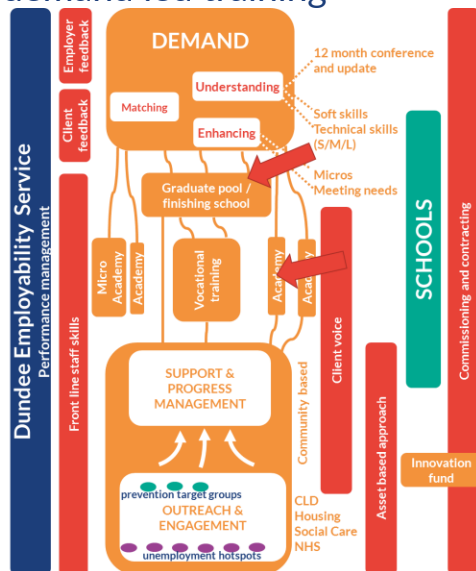 demand led training
Dundee Employability Service
Performance management
Employer
feedback
Client
feedback
Front line staff skills
DEMAND
Understanding
Matching
Enhancing
12 month conference
and update
Soft skills
Technical skills
(S/M/L)
Micros
Meeting needs
Graduate pool /
finishing school
Micro
Academy
Academy
Vocational
training
Academy
Academy
SUPPORT &
PROGRESS
MANAGEMENT
Community based
prevention target groups
OUTREACH &
ENGAGEMENT
unemployment hotspots
CLD
Housing
Social Care
NHS
Client voice
Asset based approach
SCHOOLS
Innovation
fund
Commissioning and contracting